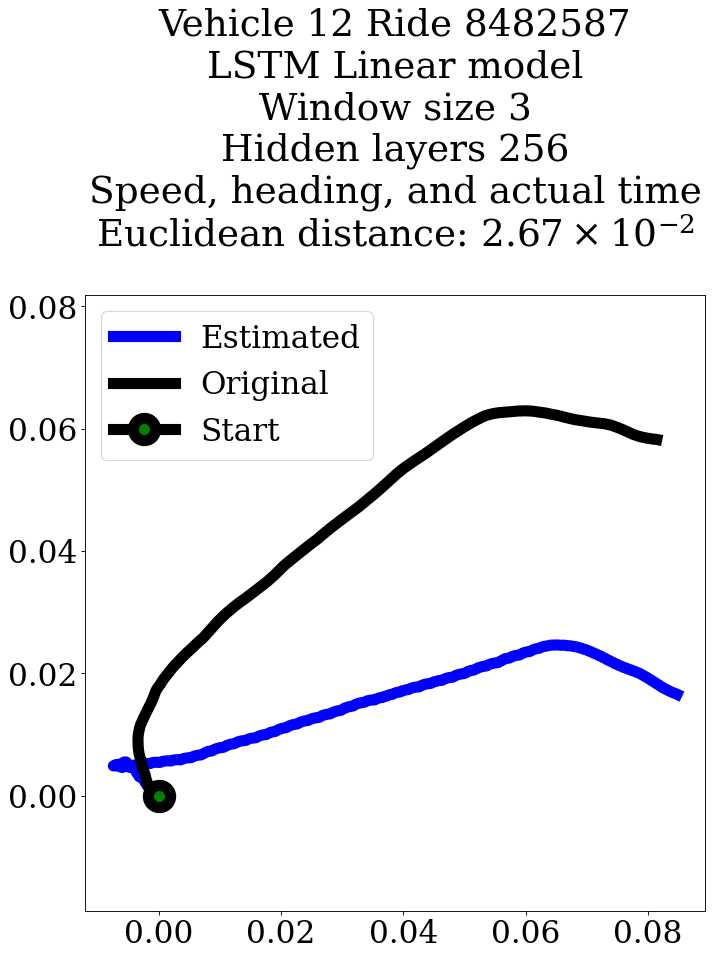 Vehicle 12 Ride 8482587
LSTM Linear model
Window size 3
Hidden layers 256
Speed, heading, and actual time
Euclidean distance: 2.67 × 10⁻²
0.08
0.06
0.04
0.02
0.00
Estimated
Original
Start
0.00 0.02 0.04 0.06 0.08